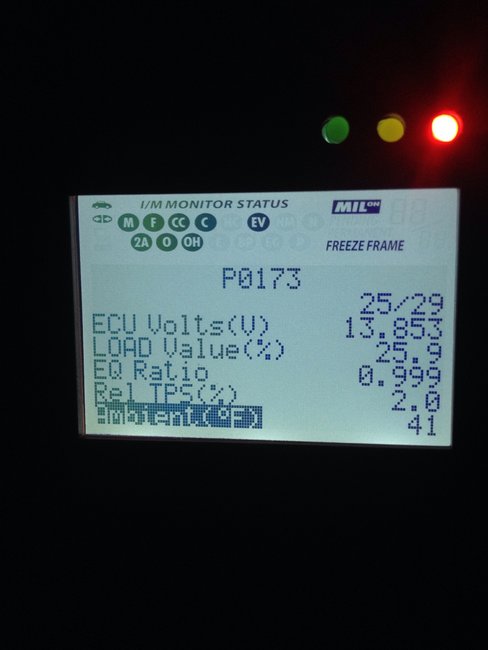 I/M MONITOR STATUS
MIL ON
M F CC C EV
2A O OH
FREEZE FRAME
P0173
25/29
ECU Volts(V) 13.853
LOAD Value(%) 25.9
EQ Ratio 0.999
Rel TPS(%) 2.0
Ambient(°F) 41